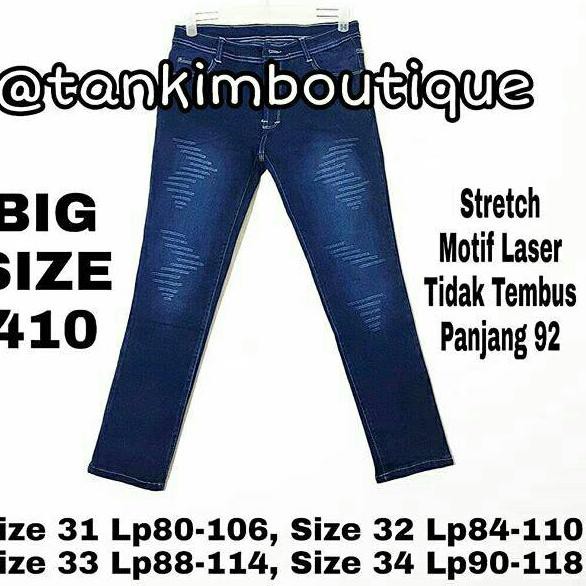 @tankimboutique
BIG
SIZE
410
Stretch
Motif Laser
Tidak Tembus
Panjang 92
ize 31 Lp80-106, Size 32 Lp84-110
ize 33 Lp88-114, Size 34 Lp90-118